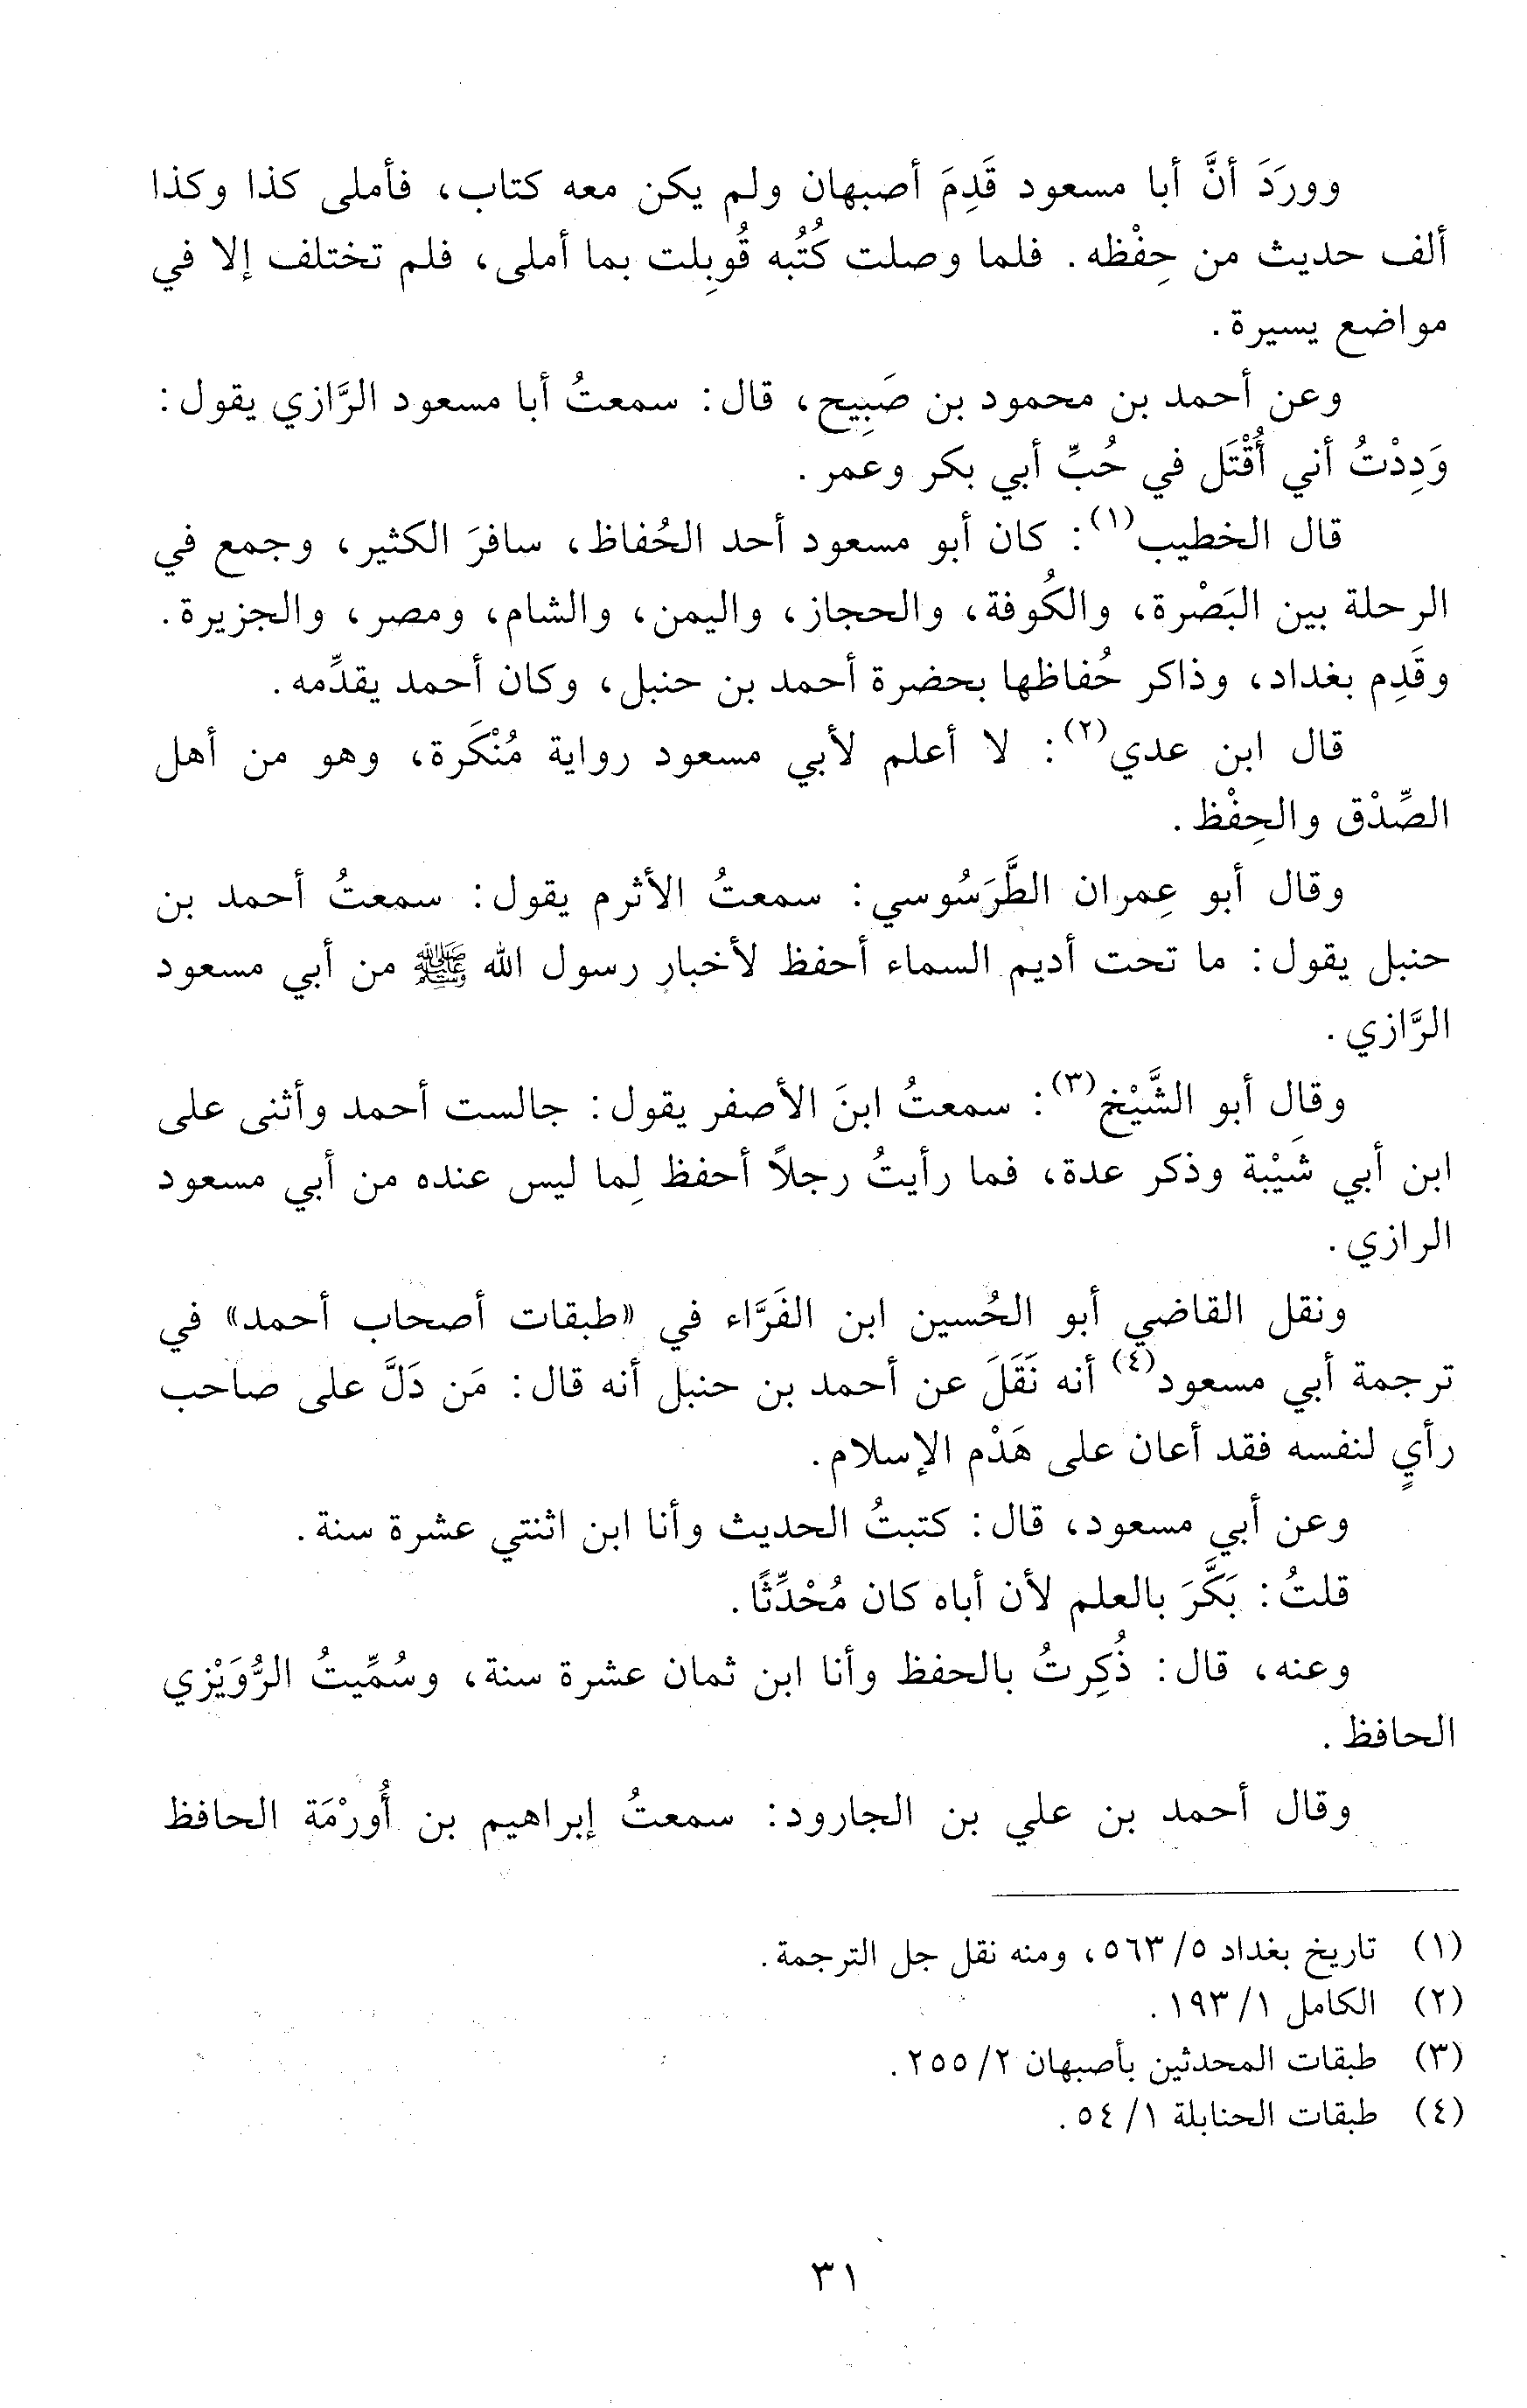 وورَدَ أنَّ أبا مسعود قَدِمَ أصبهان ولم يكن معه كتاب، فأملى كذا وكذا
ألف حديث من حِفْظه. فلما وصلت كُتُبه قُوبِلت بما أملى، فلم تختلف إلا في
مواضع يسيرة.
وعن أحمد بن محمود بن صَبِيح، قال: سمعتُ أبا مسعود الرَّازي يقول:
وَدِدْتُ أني أُقْتَل في حُبِّ أبي بكر وعمر.
قال الخطيب(١): كان أبو مسعود أحد الحُفاظ، سافرَ الكثير، وجمع في
الرحلة بين البَصْرة، والكُوفة، والحجاز، واليمن، والشام، ومصر، والجزيرة.
وقَدِم بغداد، وذاكر حُفاظها بحضرة أحمد بن حنبل، وكان أحمد يقدِّمه.
قال ابن عدي(٢): لا أعلم لأبي مسعود رواية مُنْكَرة، وهو من أهل
الصِّدْق والحِفْظ.
وقال أبو عِمران الطَّرَسُوسي: سمعتُ الأثرم يقول: سمعتُ أحمد بن
حنبل يقول: ما تحت أديم السماء أحفظ لأخبار رسول الله ﷺ من أبي مسعود
الرَّازي.
وقال أبو الشَّيْخ(٣): سمعتُ ابنَ الأصفر يقول: جالست أحمد وأثنى على
ابن أبي شَيْبة وذكر عدة، فما رأيتُ رجلاً أحفظ لِما ليس عنده من أبي مسعود
الرازي.
ونقل القاضي أبو الحُسين ابن الفَرَّاء في «طبقات أصحاب أحمد» في
ترجمة أبي مسعود(٤) أنه نَقَلَ عن أحمد بن حنبل أنه قال: مَن دَلَّ على صاحب
رأيٍ لنفسه فقد أعان على هَدْم الإسلام.
وعن أبي مسعود، قال: كتبتُ الحديث وأنا ابن اثنتي عشرة سنة.
قلتُ: بَكَّرَ بالعلم لأن أباه كان مُحْدِّثًا.
وعنه، قال: ذُكِرتُ بالحفظ وأنا ابن ثمان عشرة سنة، وسُمِّيتُ الرُّوَيْزي
الحافظ.
وقال أحمد بن علي بن الجارود: سمعتُ إبراهيم بن أُورْمَة الحافظ
(١) تاريخ بغداد ٥/ ٥٦٣، ومنه نقل جل الترجمة.
(٢) الكامل ١/ ١٩٣.
(٣) طبقات المحدثين بأصبهان ٢/ ٢٥٥.
(٤) طبقات الحنابلة ١/ ٥٤.
٣١